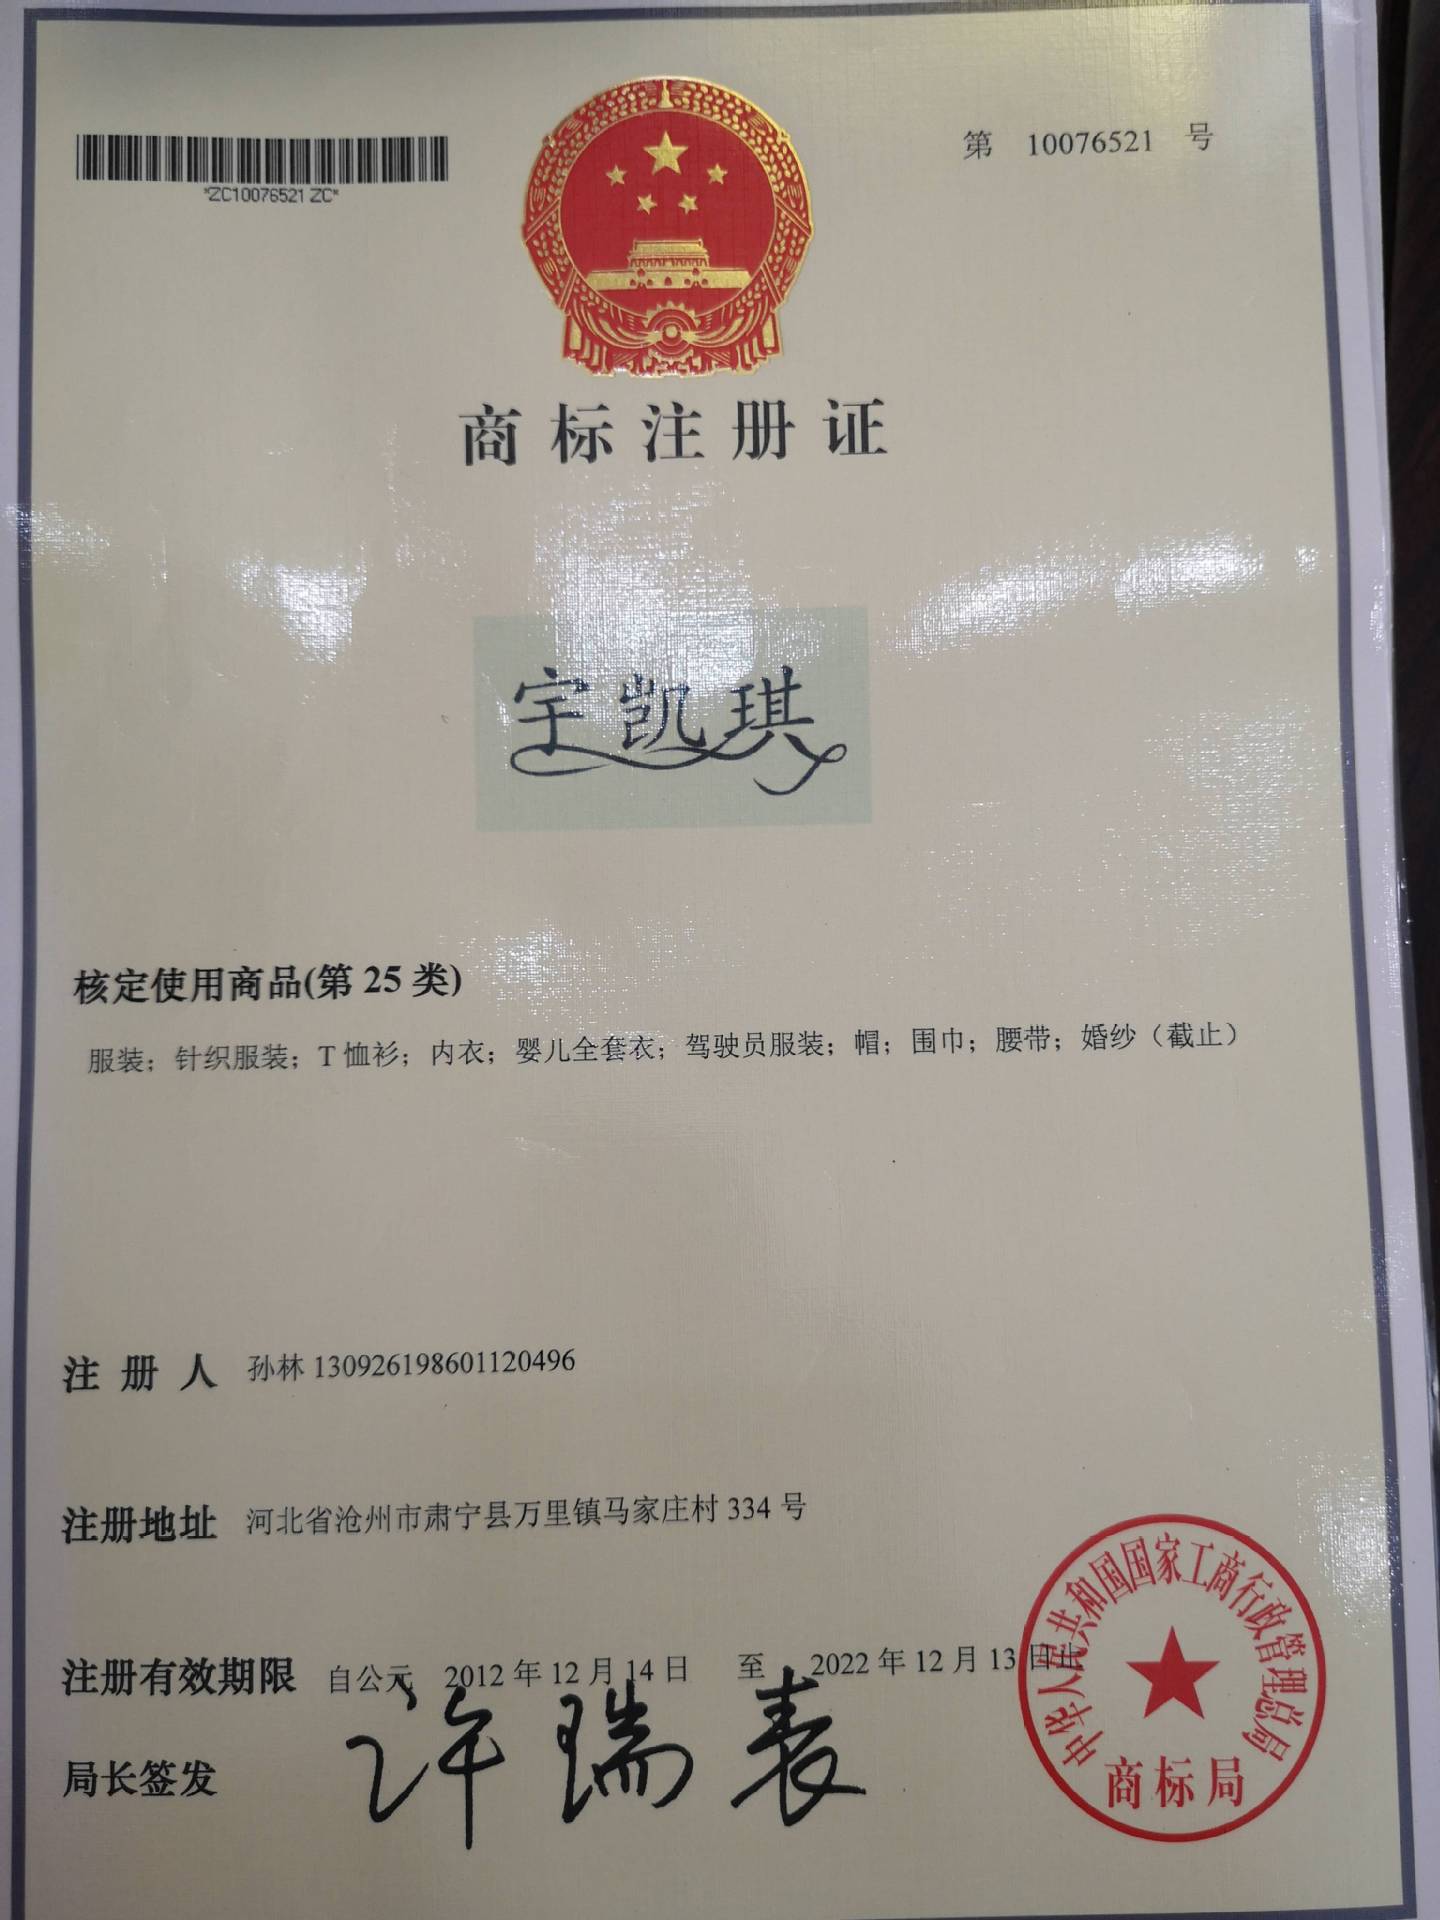 第 10076521 号
*ZC10076521ZC*
商标注册证
宇凯琪
核定使用商品(第 25 类)
服装；针织服装；T 恤衫；内衣；婴儿全套衣；驾驶员服装；帽；围巾；腰带；婚纱（截止）
注册人 孙林 130926198601120496
注册地址 河北省沧州市肃宁县万里镇马家庄村 334 号
注册有效期限 自公元 2012 年 12 月 14 日 至 2022 年 12 月 13 日止
局长签发 许瑞表
中华人民共和国国家工商行政管理总局
商标局